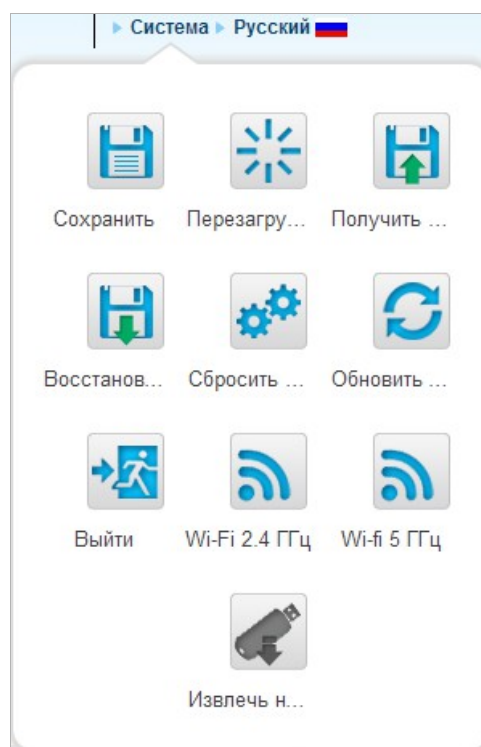 Система Русский
Сохранить Перезагру... Получить ...
Восстанов... Сбросить ... Обновить ...
Выйти Wi-Fi 2.4 ГГц Wi-fi 5 ГГц
Извлечь н...